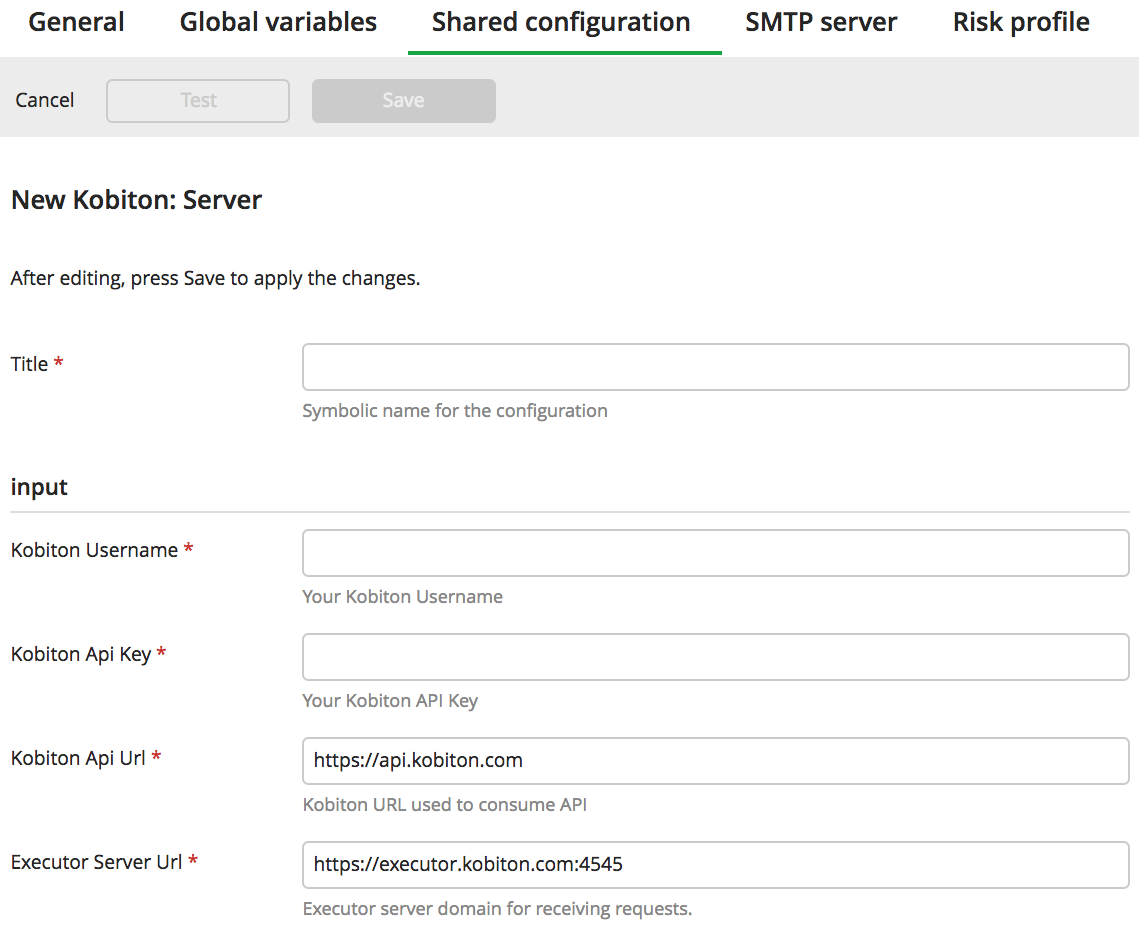 General Global variables Shared configuration SMTP server Risk profile
Cancel Test Save
New Kobiton: Server
After editing, press Save to apply the changes.
Title *
Symbolic name for the configuration
input
Kobiton Username *
Your Kobiton Username
Kobiton Api Key *
Your Kobiton API Key
Kobiton Api Url * https://api.kobiton.com
Kobiton URL used to consume API
Executor Server Url * https://executor.kobiton.com:4545
Executor server domain for receiving requests.